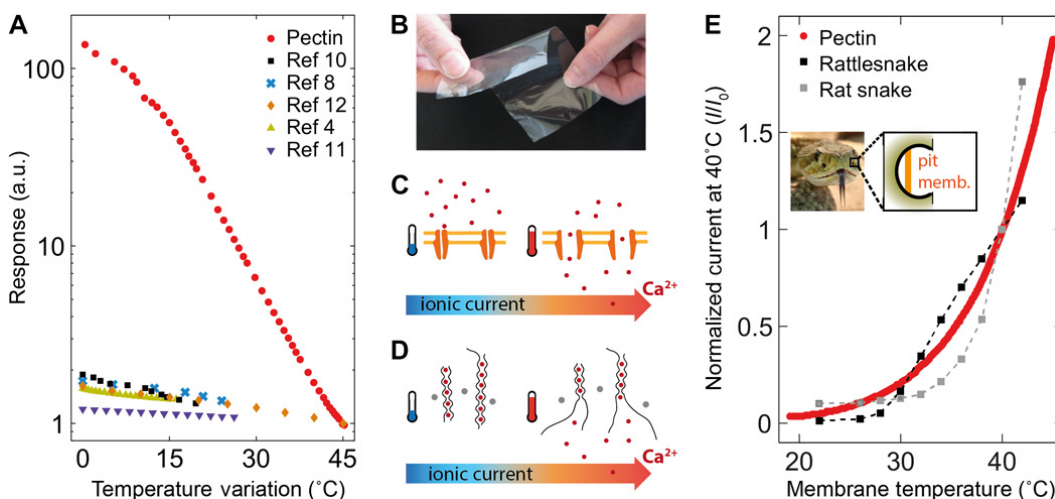 A
Response (a.u.)
100
10
1
0
15
30
45
Temperature variation (˚C)
Pectin
Ref 10
Ref 8
Ref 12
Ref 4
Ref 11
B
C
ionic current
Ca²⁺
D
ionic current
Ca²⁺
E
Normalized current at 40˚C (I/I₀)
2
1.5
1
0.5
0
20
30
40
Membrane temperature (˚C)
Pectin
Rattlesnake
Rat snake
pit
memb.